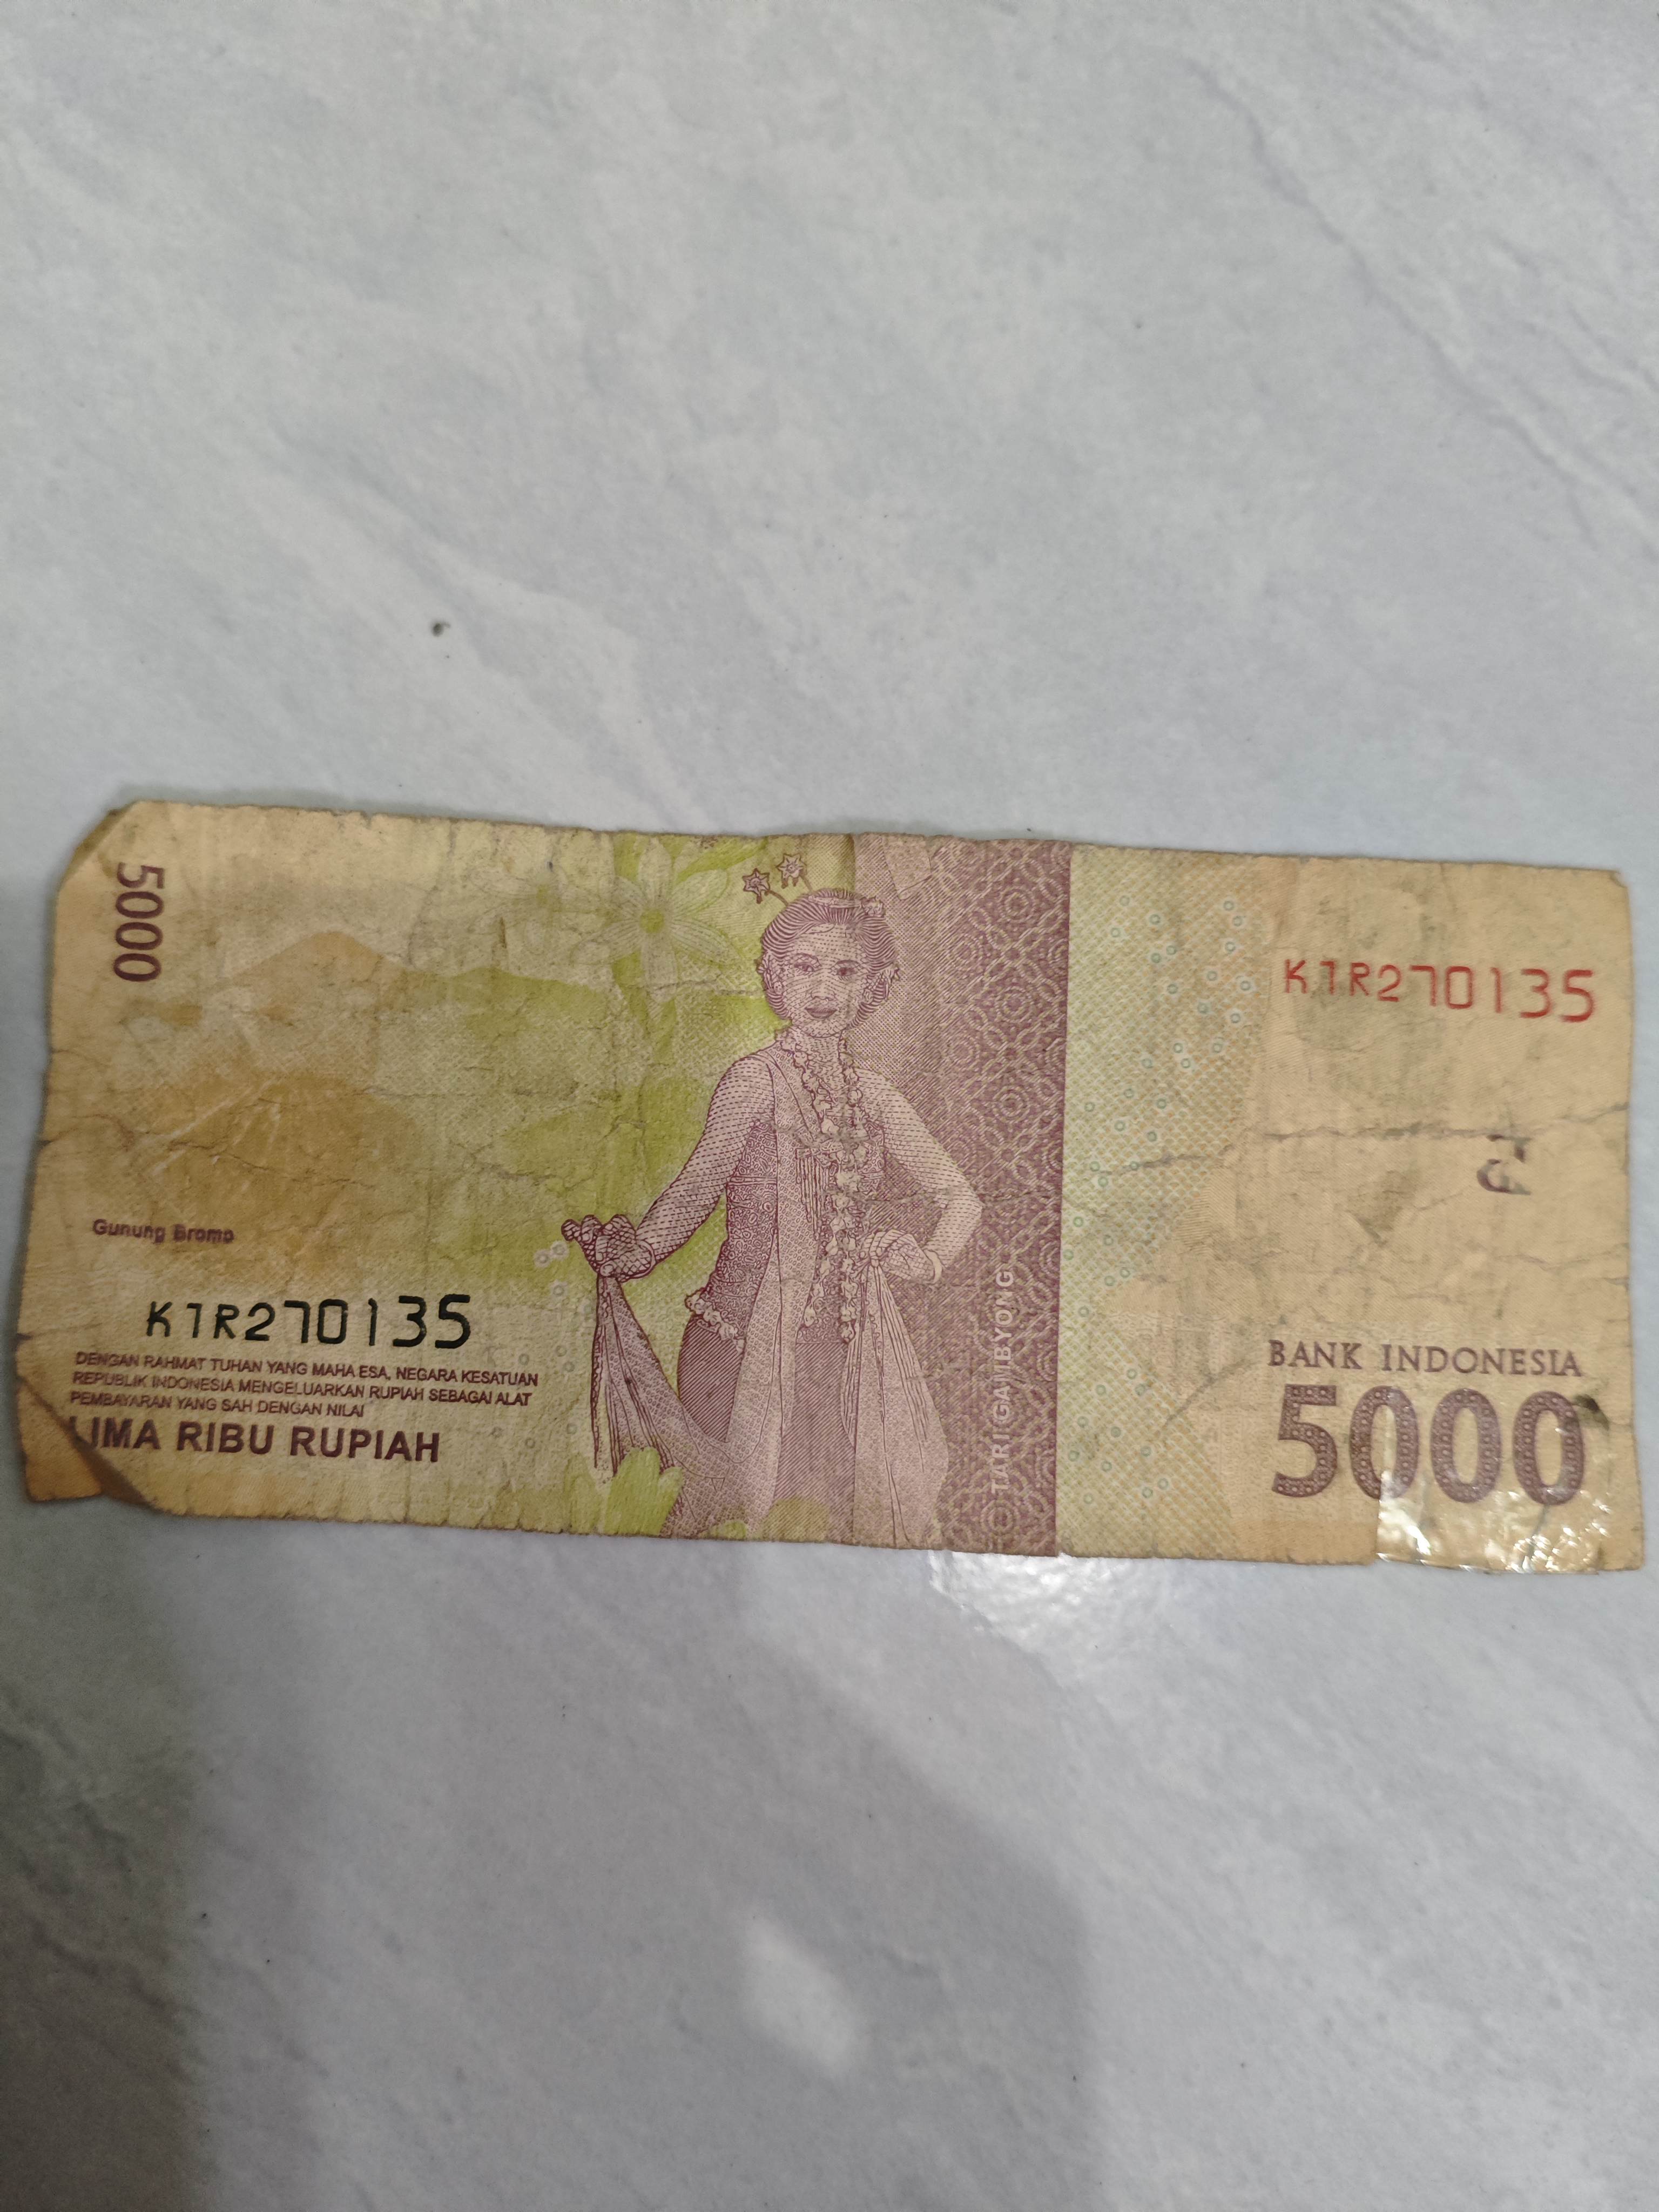 5000
K1R270135
Gunung Bromo
K1R270135
DENGAN RAHMAT TUHAN YANG MAHA ESA, NEGARA KESATUAN
REPUBLIK INDONESIA MENGELUARKAN RUPIAH SEBAGAI ALAT
PEMBAYARAN YANG SAH DENGAN NILAI
LIMA RIBU RUPIAH
TARI GAMBYONG
BANK INDONESIA
5000